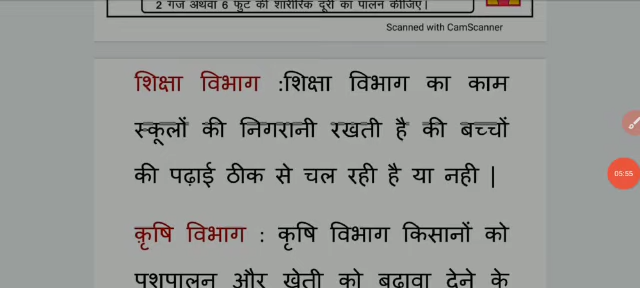 2 गज अथवा 6 फुट की शारीरिक दूरी का पालन कीजिए।
Scanned with CamScanner
शिक्षा विभाग :शिक्षा विभाग का काम
स्कूलों की निगरानी रखती है की बच्चों
की पढ़ाई ठीक से चल रही है या नही |
05:55
कृषि विभाग : कृषि विभाग किसानों को
पशुपालन और खेती को बढ़ावा देने के